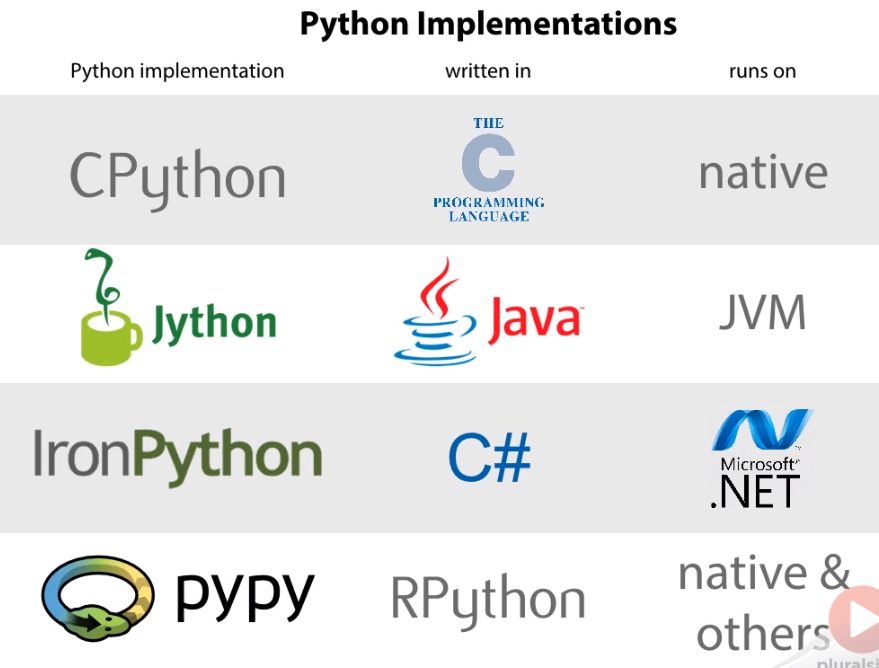 Python Implementations
Python implementation written in runs on
CPython
THE
C
PROGRAMMING
LANGUAGE
native
Jython
Java™
JVM
IronPython
C#
Microsoft®
.NET
pypy
RPython
native &
others